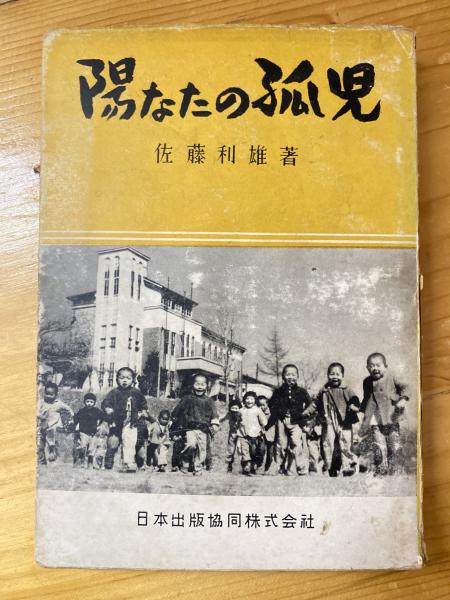 陽なたの孤児
佐藤利雄著
日本出版協同株式会社